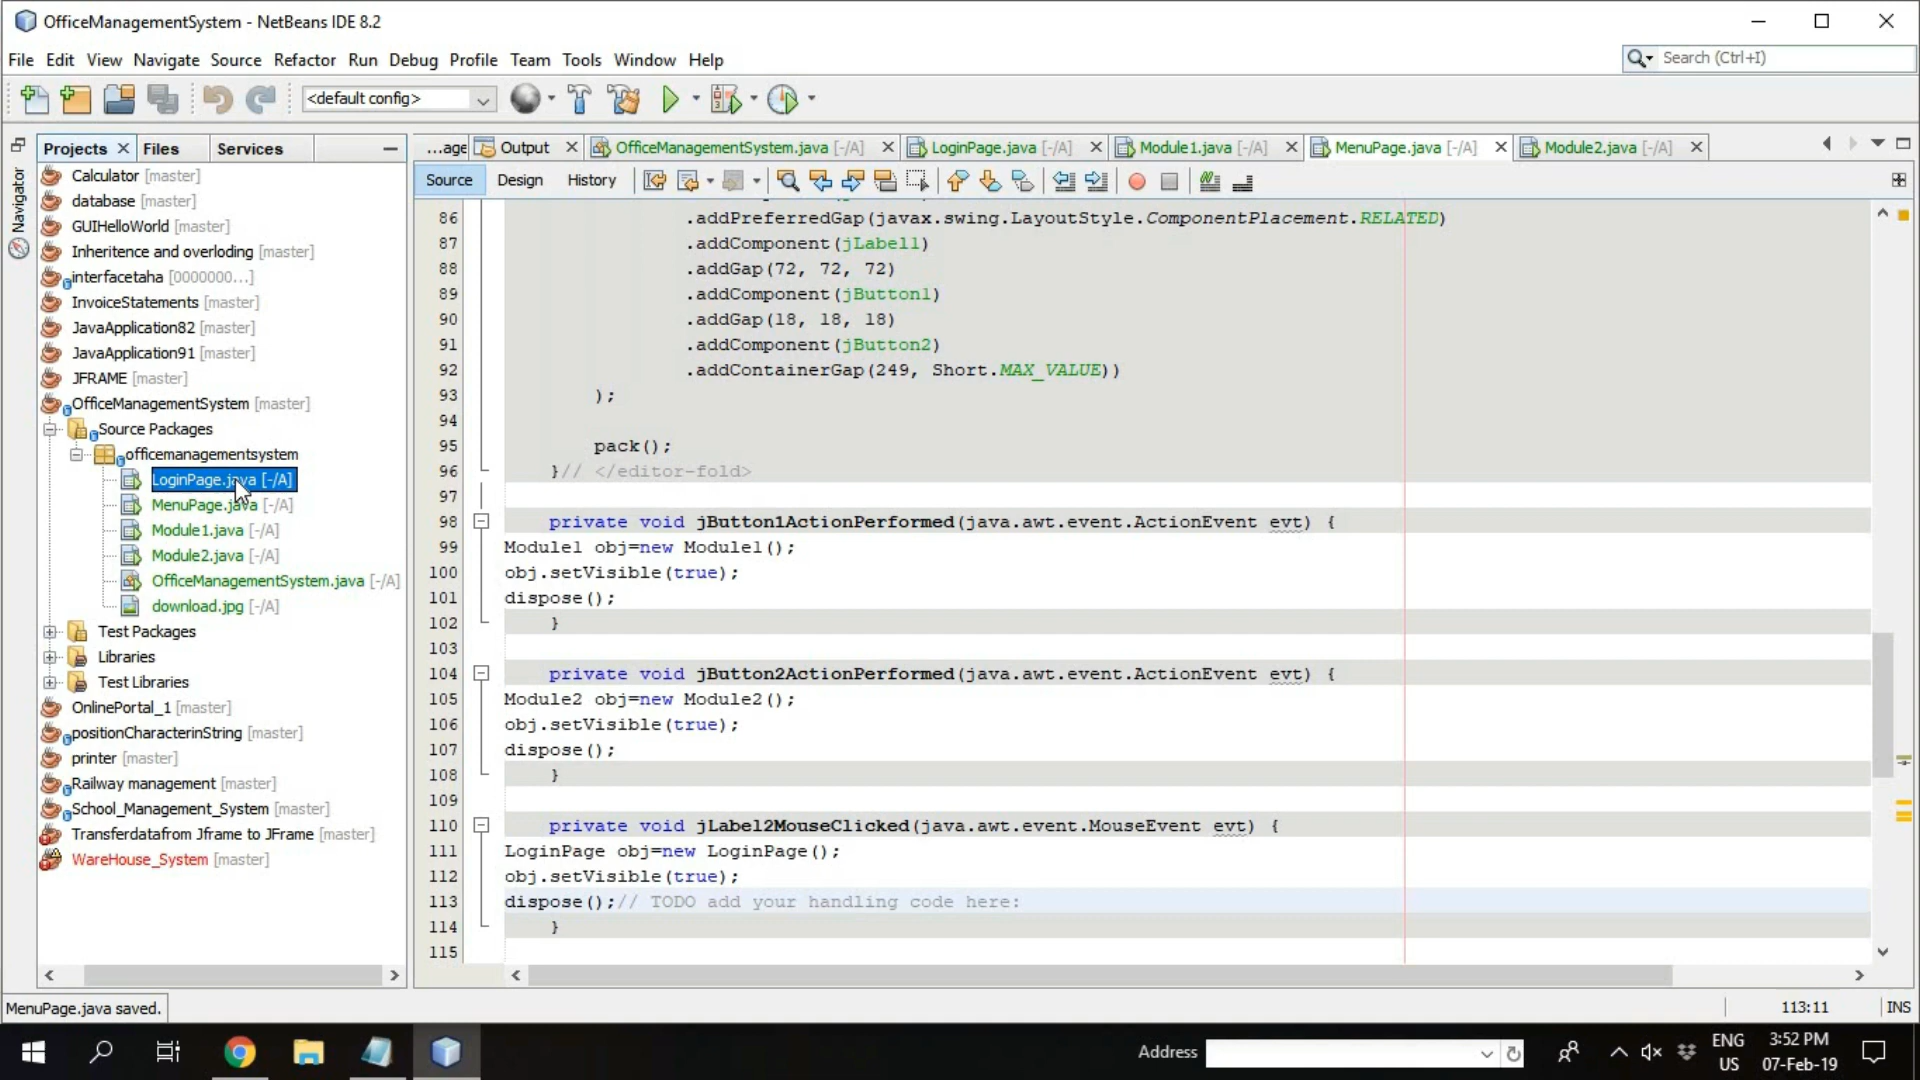 OfficeManagementSystem - NetBeans IDE 8.2
File Edit View Navigate Source Refactor Run Debug Profile Team Tools Window Help
Search (Ctrl+I)
<default config>
Projects Files Services
...age Output OfficeManagementSystem.java [-/A] LoginPage.java [-/A] Module1.java [-/A] MenuPage.java [-/A] Module2.java [-/A]
Source Design History
Navigator
Calculator [master]
database [master]
GUIHelloWorld [master]
Inheritence and overloding [master]
interfacetaha [0000000...]
InvoiceStatements [master]
JavaApplication82 [master]
JavaApplication91 [master]
JFRAME [master]
OfficeManagementSystem [master]
Source Packages
officemanagementsystem
LoginPage.java [-/A]
MenuPage.java [-/A]
Module1.java [-/A]
Module2.java [-/A]
OfficeManagementSystem.java [-/A]
download.jpg [-/A]
Test Packages
Libraries
Test Libraries
OnlinePortal_1 [master]
positionCharacterinString [master]
printer [master]
Railway management [master]
School_Management_System [master]
Transferdatafrom Jframe to JFrame [master]
WareHouse_System [master]
86 .addPreferredGap(javax.swing.LayoutStyle.ComponentPlacement.RELATED)
87 .addComponent(jLabel1)
88 .addGap(72, 72, 72)
89 .addComponent(jButton1)
90 .addGap(18, 18, 18)
91 .addComponent(jButton2)
92 .addContainerGap(249, Short.MAX_VALUE))
93 );
94
95 pack();
96 }// </editor-fold>
97
98 private void jButton1ActionPerformed(java.awt.event.ActionEvent evt) {
99 Module1 obj=new Module1();
100 obj.setVisible(true);
101 dispose();
102 }
103
104 private void jButton2ActionPerformed(java.awt.event.ActionEvent evt) {
105 Module2 obj=new Module2();
106 obj.setVisible(true);
107 dispose();
108 }
109
110 private void jLabel2MouseClicked(java.awt.event.MouseEvent evt) {
111 LoginPage obj=new LoginPage();
112 obj.setVisible(true);
113 dispose();// TODO add your handling code here:
114 }
115
MenuPage.java saved.
113:11 INS
Address
ENG
US
3:52 PM
07-Feb-19